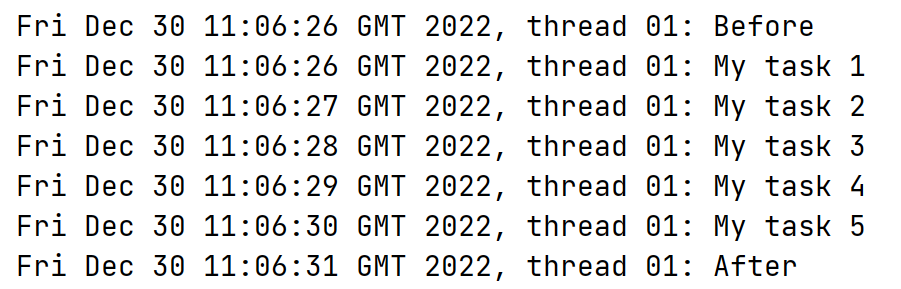 Fri Dec 30 11:06:26 GMT 2022, thread 01: Before
Fri Dec 30 11:06:26 GMT 2022, thread 01: My task 1
Fri Dec 30 11:06:27 GMT 2022, thread 01: My task 2
Fri Dec 30 11:06:28 GMT 2022, thread 01: My task 3
Fri Dec 30 11:06:29 GMT 2022, thread 01: My task 4
Fri Dec 30 11:06:30 GMT 2022, thread 01: My task 5
Fri Dec 30 11:06:31 GMT 2022, thread 01: After